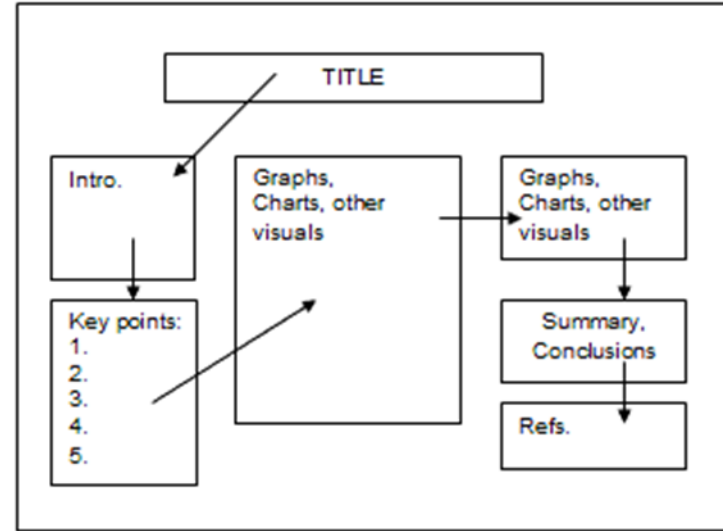 TITLE
Intro.
Key points:
1.
2.
3.
4.
5.
Graphs,
Charts, other
visuals
Graphs,
Charts, other
visuals
Summary,
Conclusions
Refs.